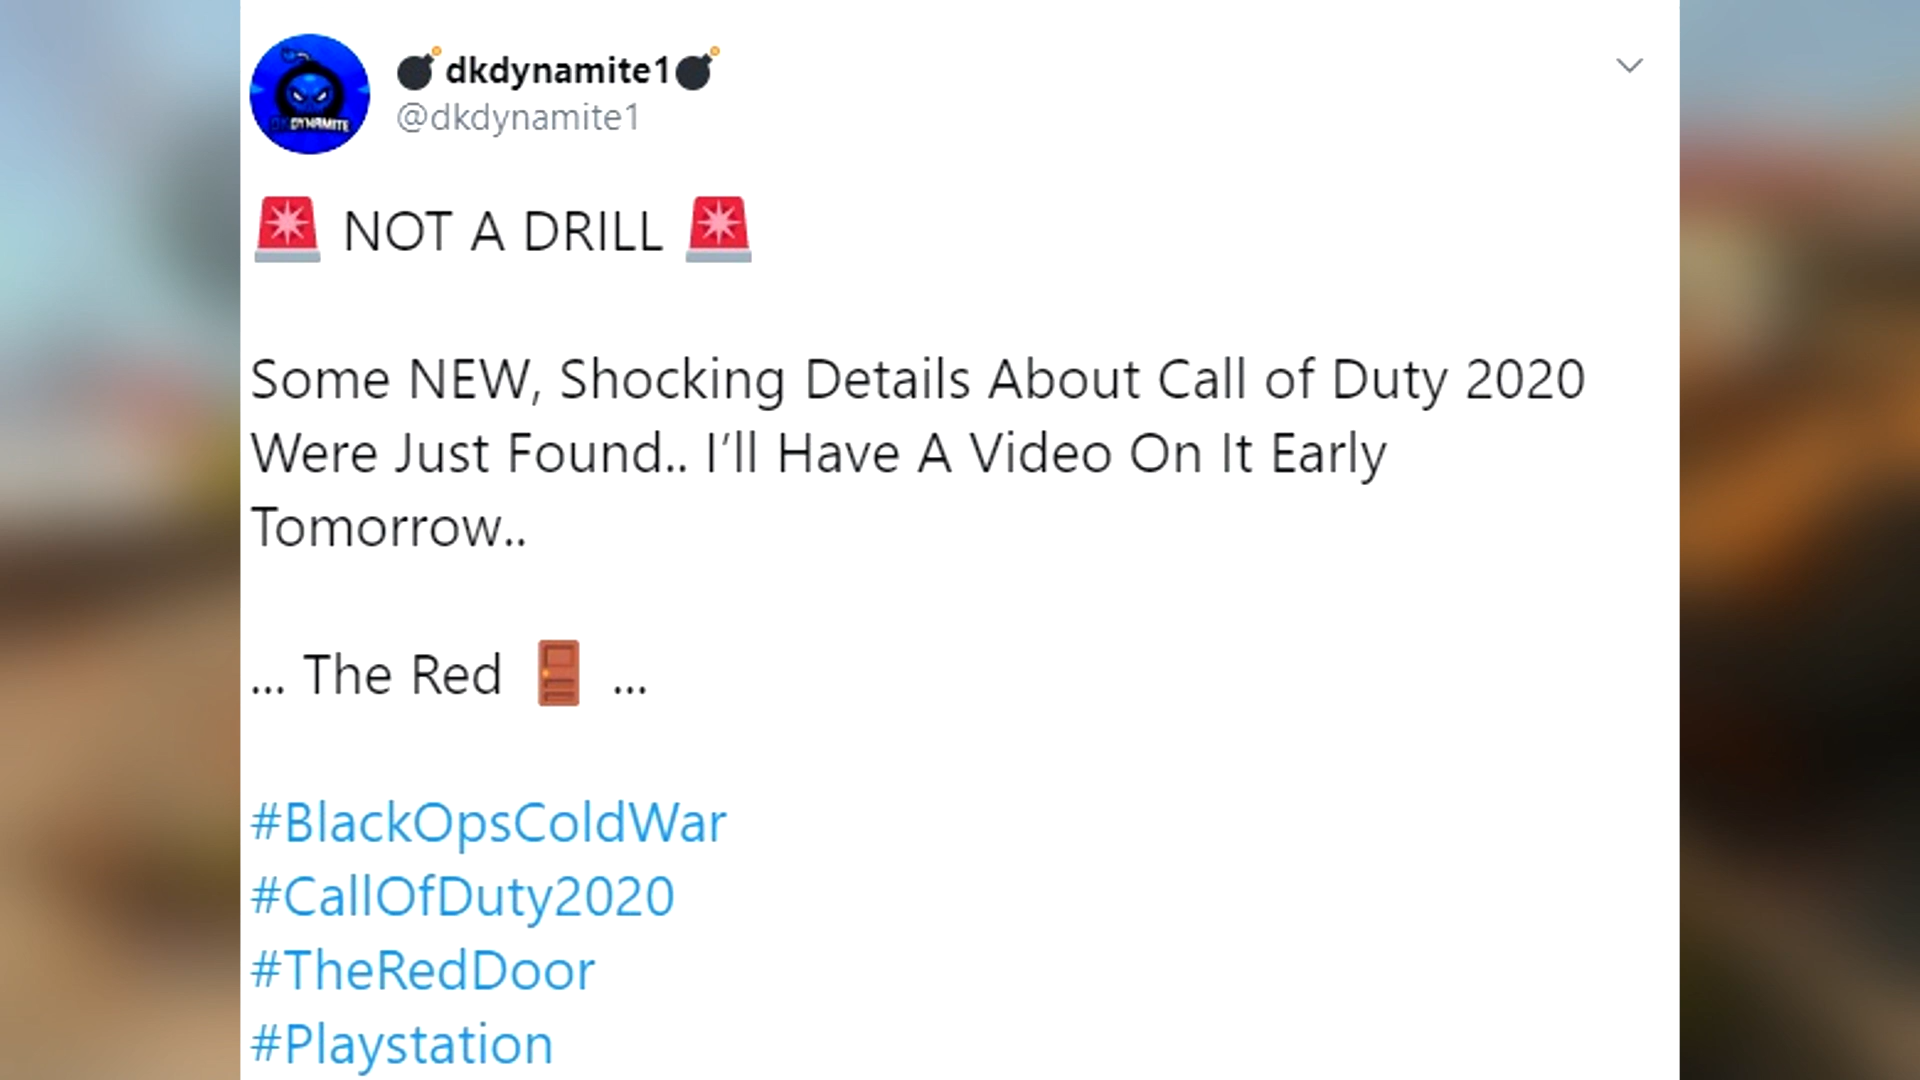 💣dkdynamite1💣
@dkdynamite1
DKDYNAMITE
🚨 NOT A DRILL 🚨
Some NEW, Shocking Details About Call of Duty 2020
Were Just Found.. I’ll Have A Video On It Early
Tomorrow..
... The Red 🚪 ...
#BlackOpsColdWar
#CallOfDuty2020
#TheRedDoor
#Playstation